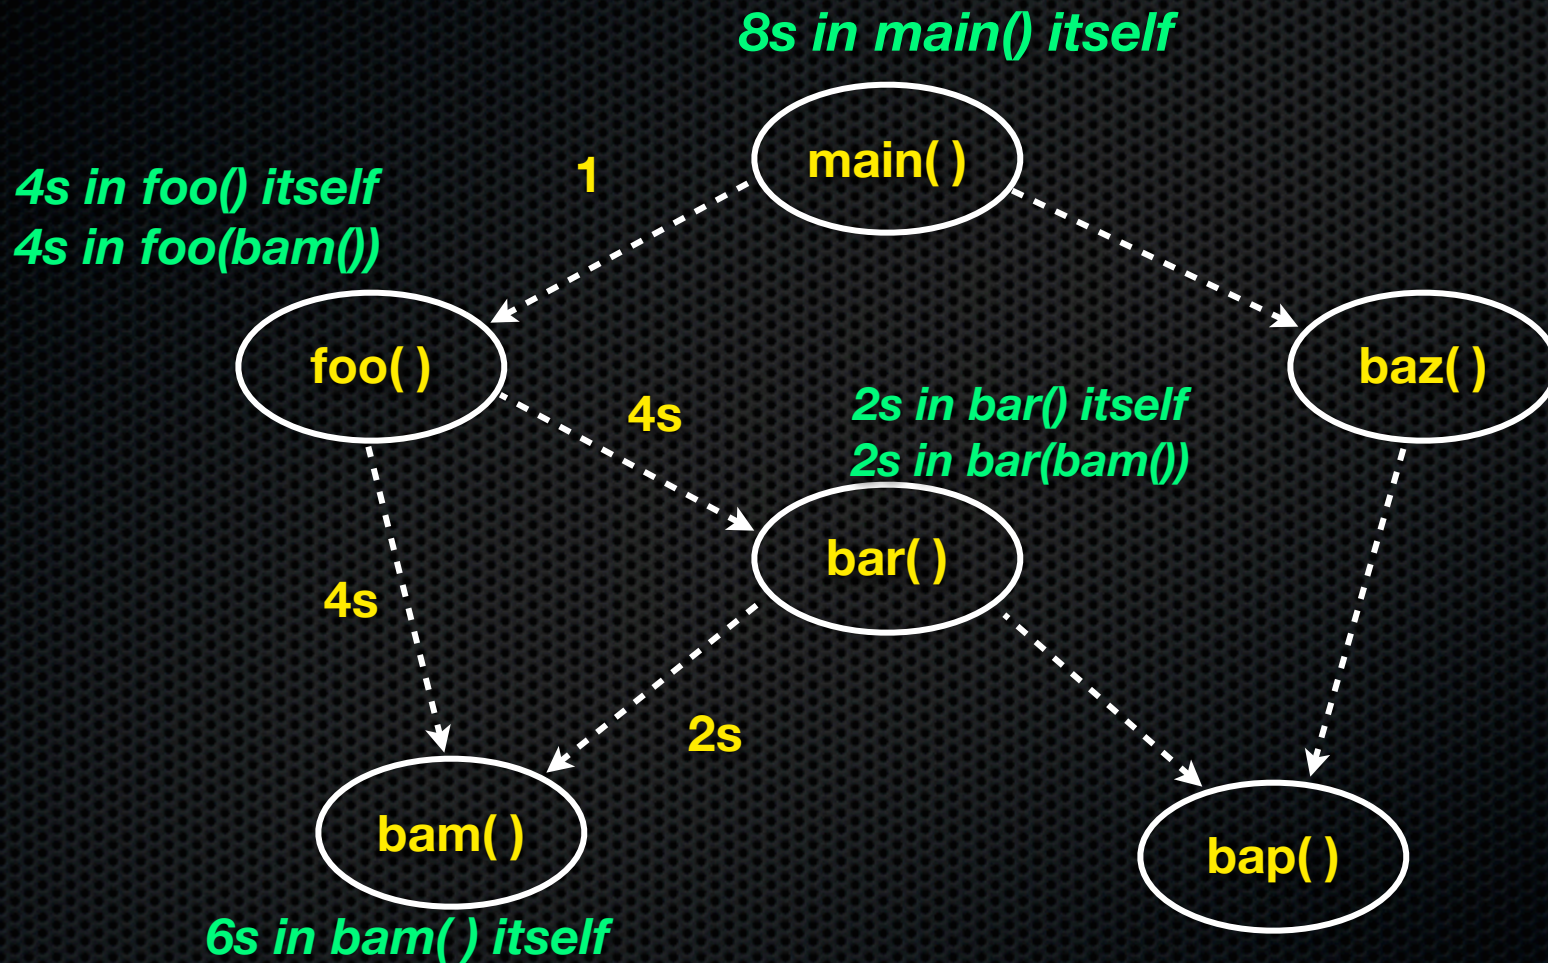 8s in main() itself
main( )
1
4s in foo() itself
4s in foo(bam())
foo( )
baz( )
4s
2s in bar() itself
2s in bar(bam())
bar( )
4s
2s
bam( )
bap( )
6s in bam( ) itself